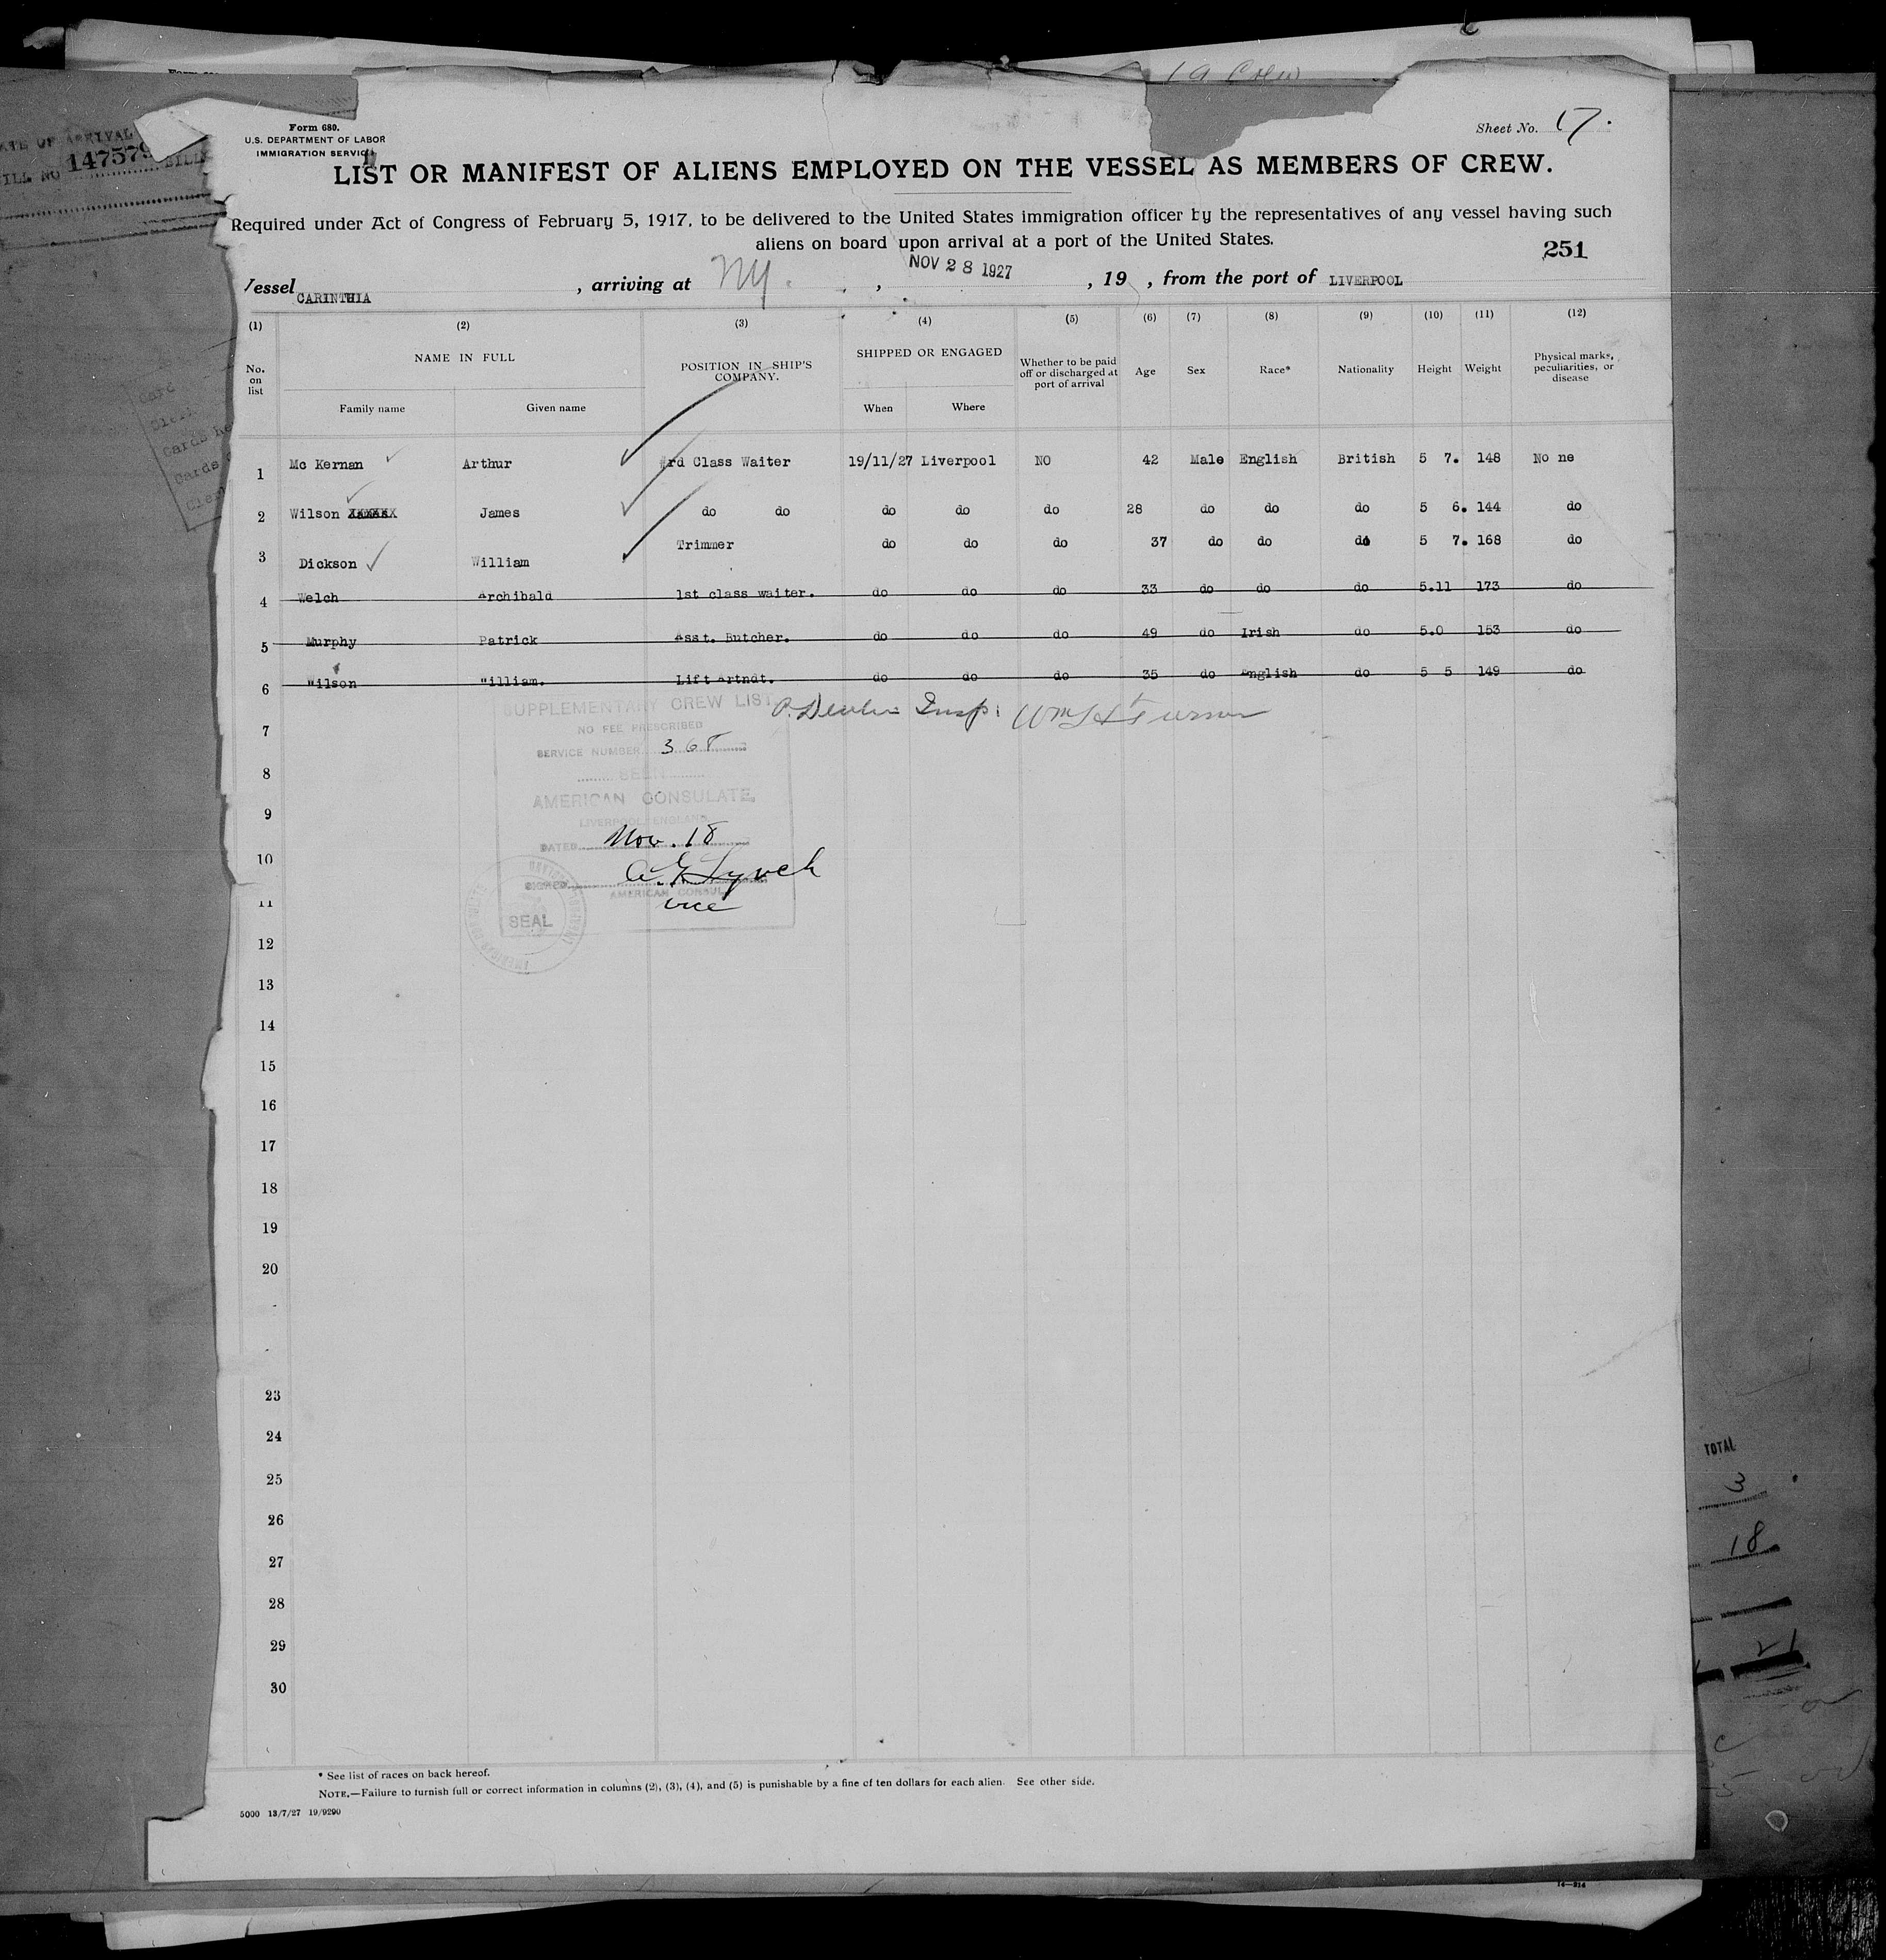 19 Crew
Form 680.
U.S. DEPARTMENT OF LABOR
IMMIGRATION SERVICE
Sheet No. 17.
ARRIVAL
147579
LIST OR MANIFEST OF ALIENS EMPLOYED ON THE VESSEL AS MEMBERS OF CREW.
Required under Act of Congress of February 5, 1917, to be delivered to the United States immigration officer by the representatives of any vessel having such
aliens on board upon arrival at a port of the United States.
251
Vessel CARINTHIA , arriving at NY. , NOV 28 1927 , 19 , from the port of LIVERPOOL
(1) (2) (3) (4) (5) (6) (7) (8) (9) (10) (11) (12)
No. on list NAME IN FULL POSITION IN SHIP'S COMPANY. SHIPPED OR ENGAGED Whether to be paid off or discharged at port of arrival Age Sex Race* Nationality Height Weight Physical marks, peculiarities, or disease
Family name Given name When Where
1 Mc Kernan Arthur #rd Class Waiter 19/11/27 Liverpool NO 42 Male English British 5 7. 148 No ne
2 Wilson James do do do do do 28 do do do 5 6. 144 do
3 Dickson William Trimmer do do do 37 do do do 5 7. 168 do
4 Welch Archibald 1st class waiter. do do do 33 do do do 5.11 173 do
5 Murphy Patrick Asst. Butcher. do do do 49 do Irish do 5.0 153 do
6 Wilson William. Lift Artndt. do do do 35 do English do 5 5 149 do
SUPPLEMENTARY CREW LIST
7 NO FEE PRESCRIBED
SERVICE NUMBER 368
8 SEEN
AMERICAN CONSULATE
9 LIVERPOOL, ENGLAND
DATED Nov. 18
10
SIGNED Lynch
AMERICAN CONSUL
11 vice
SEAL
12
13
14
15
16
17
18
19
20
23
24
25
26
27
28
29
30
TOTAL
3
18
21
* See list of races on back hereof.
NOTE.—Failure to furnish full or correct information in columns (2), (3), (4), and (5) is punishable by a fine of ten dollars for each alien. See other side.
5000 13/7/27 19/9290